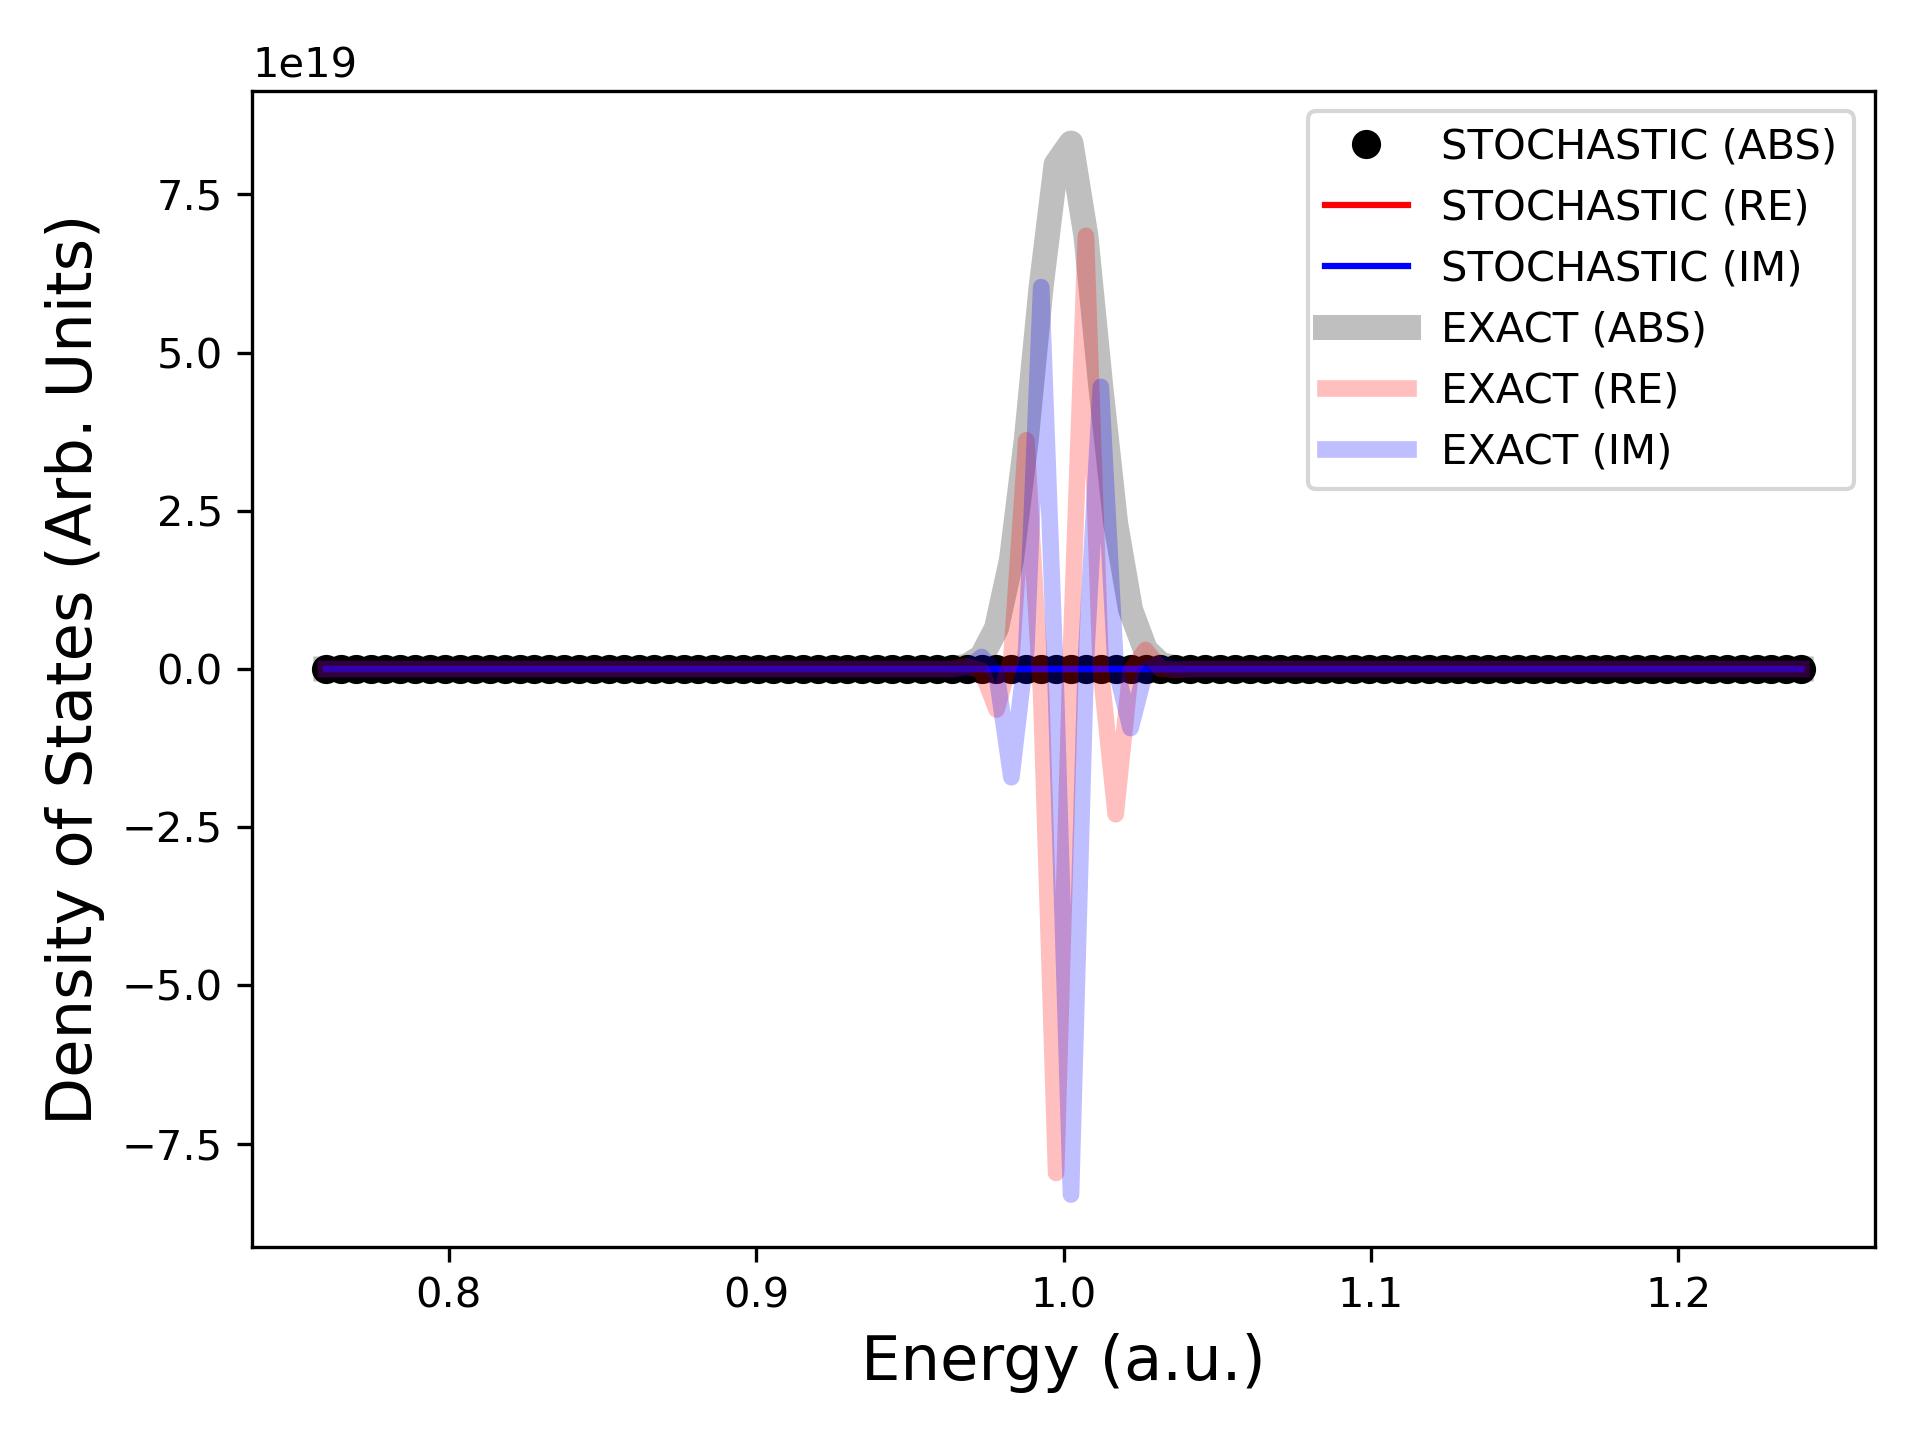 1e19
Density of States (Arb. Units)
7.5
5.0
2.5
0.0
−2.5
−5.0
−7.5
STOCHASTIC (ABS)
STOCHASTIC (RE)
STOCHASTIC (IM)
EXACT (ABS)
EXACT (RE)
EXACT (IM)
0.8 0.9 1.0 1.1 1.2
Energy (a.u.)